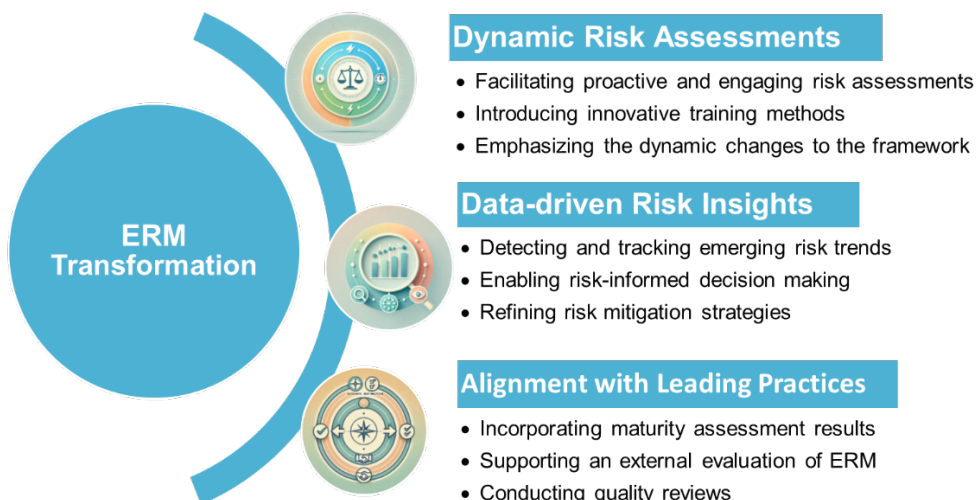 Dynamic Risk Assessments
• Facilitating proactive and engaging risk assessments
• Introducing innovative training methods
• Emphasizing the dynamic changes to the framework
ERM
Transformation
Data-driven Risk Insights
• Detecting and tracking emerging risk trends
• Enabling risk-informed decision making
• Refining risk mitigation strategies
Alignment with Leading Practices
• Incorporating maturity assessment results
• Supporting an external evaluation of ERM
• Conducting quality reviews